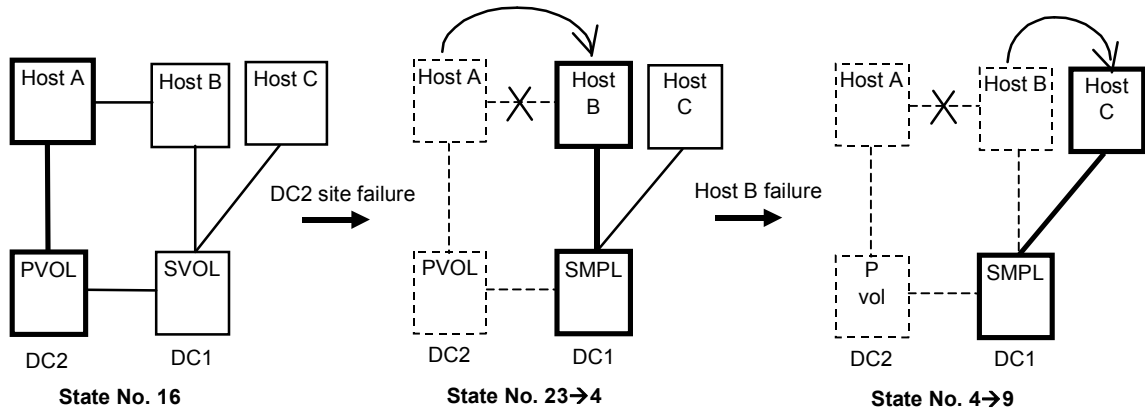 Host A
Host B
Host C
PVOL
SVOL
DC2
DC1
State No. 16
DC2 site failure
Host A
Host
B
Host
C
PVOL
SMPL
DC2
DC1
State No. 23→4
Host B failure
Host A
Host B
Host
C
P
vol
SMPL
DC2
DC1
State No. 4→9